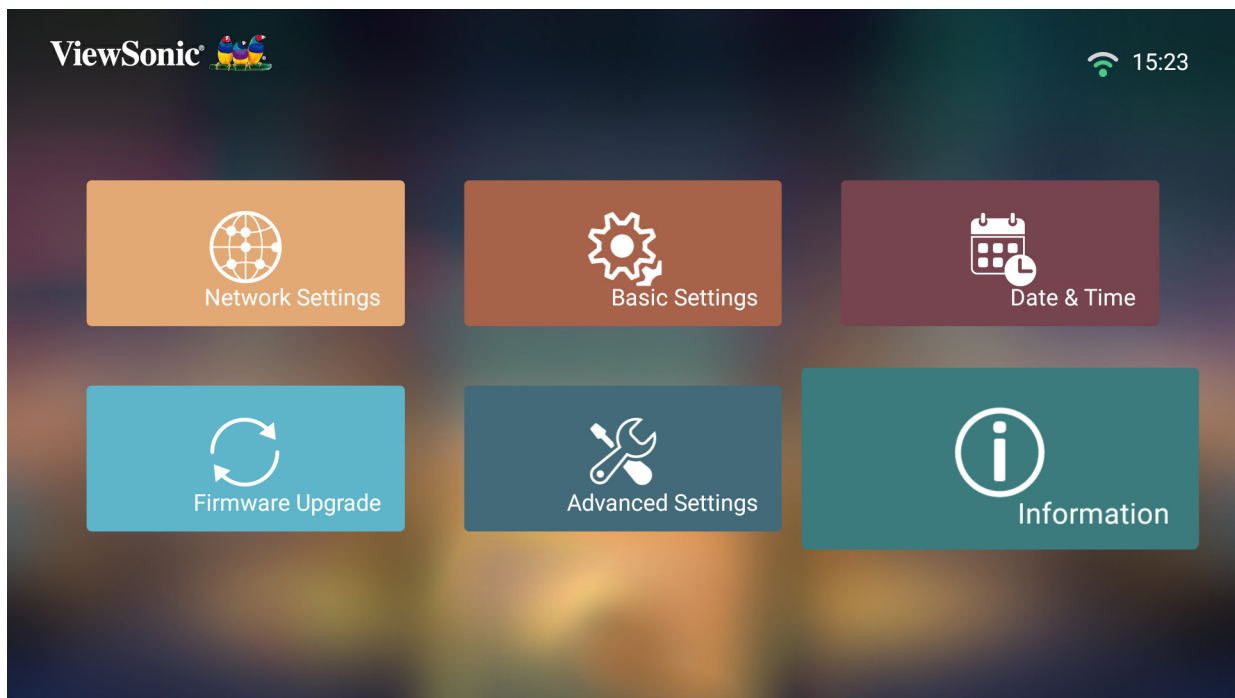 ViewSonic®
15:23
Network Settings
Basic Settings
Date & Time
Firmware Upgrade
Advanced Settings
Information